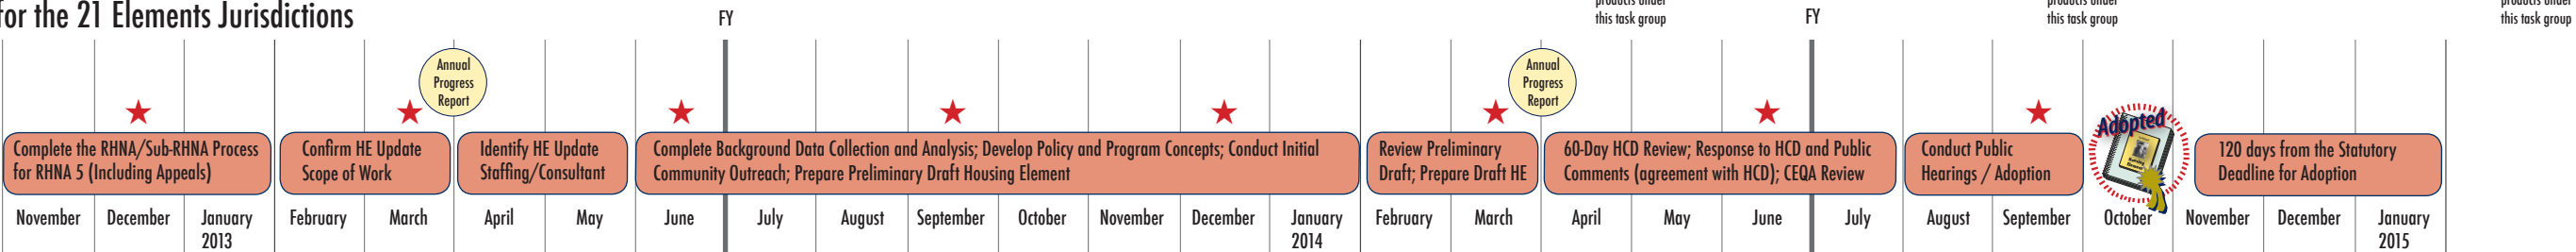 for the 21 Elements Jurisdictions
FY
products under
this task group
FY
products under
this task group
products under
this task group
Annual
Progress
Report
Annual
Progress
Report
Complete the RHNA/Sub-RHNA Process
for RHNA 5 (Including Appeals)
Confirm HE Update
Scope of Work
Identify HE Update
Staffing/Consultant
Complete Background Data Collection and Analysis; Develop Policy and Program Concepts; Conduct Initial
Community Outreach; Prepare Preliminary Draft Housing Element
Review Preliminary
Draft; Prepare Draft HE
60-Day HCD Review; Response to HCD and Public
Comments (agreement with HCD); CEQA Review
Conduct Public
Hearings / Adoption
Adopted
120 days from the Statutory
Deadline for Adoption
November
December
January
2013
February
March
April
May
June
July
August
September
October
November
December
January
2014
February
March
April
May
June
July
August
September
October
November
December
January
2015